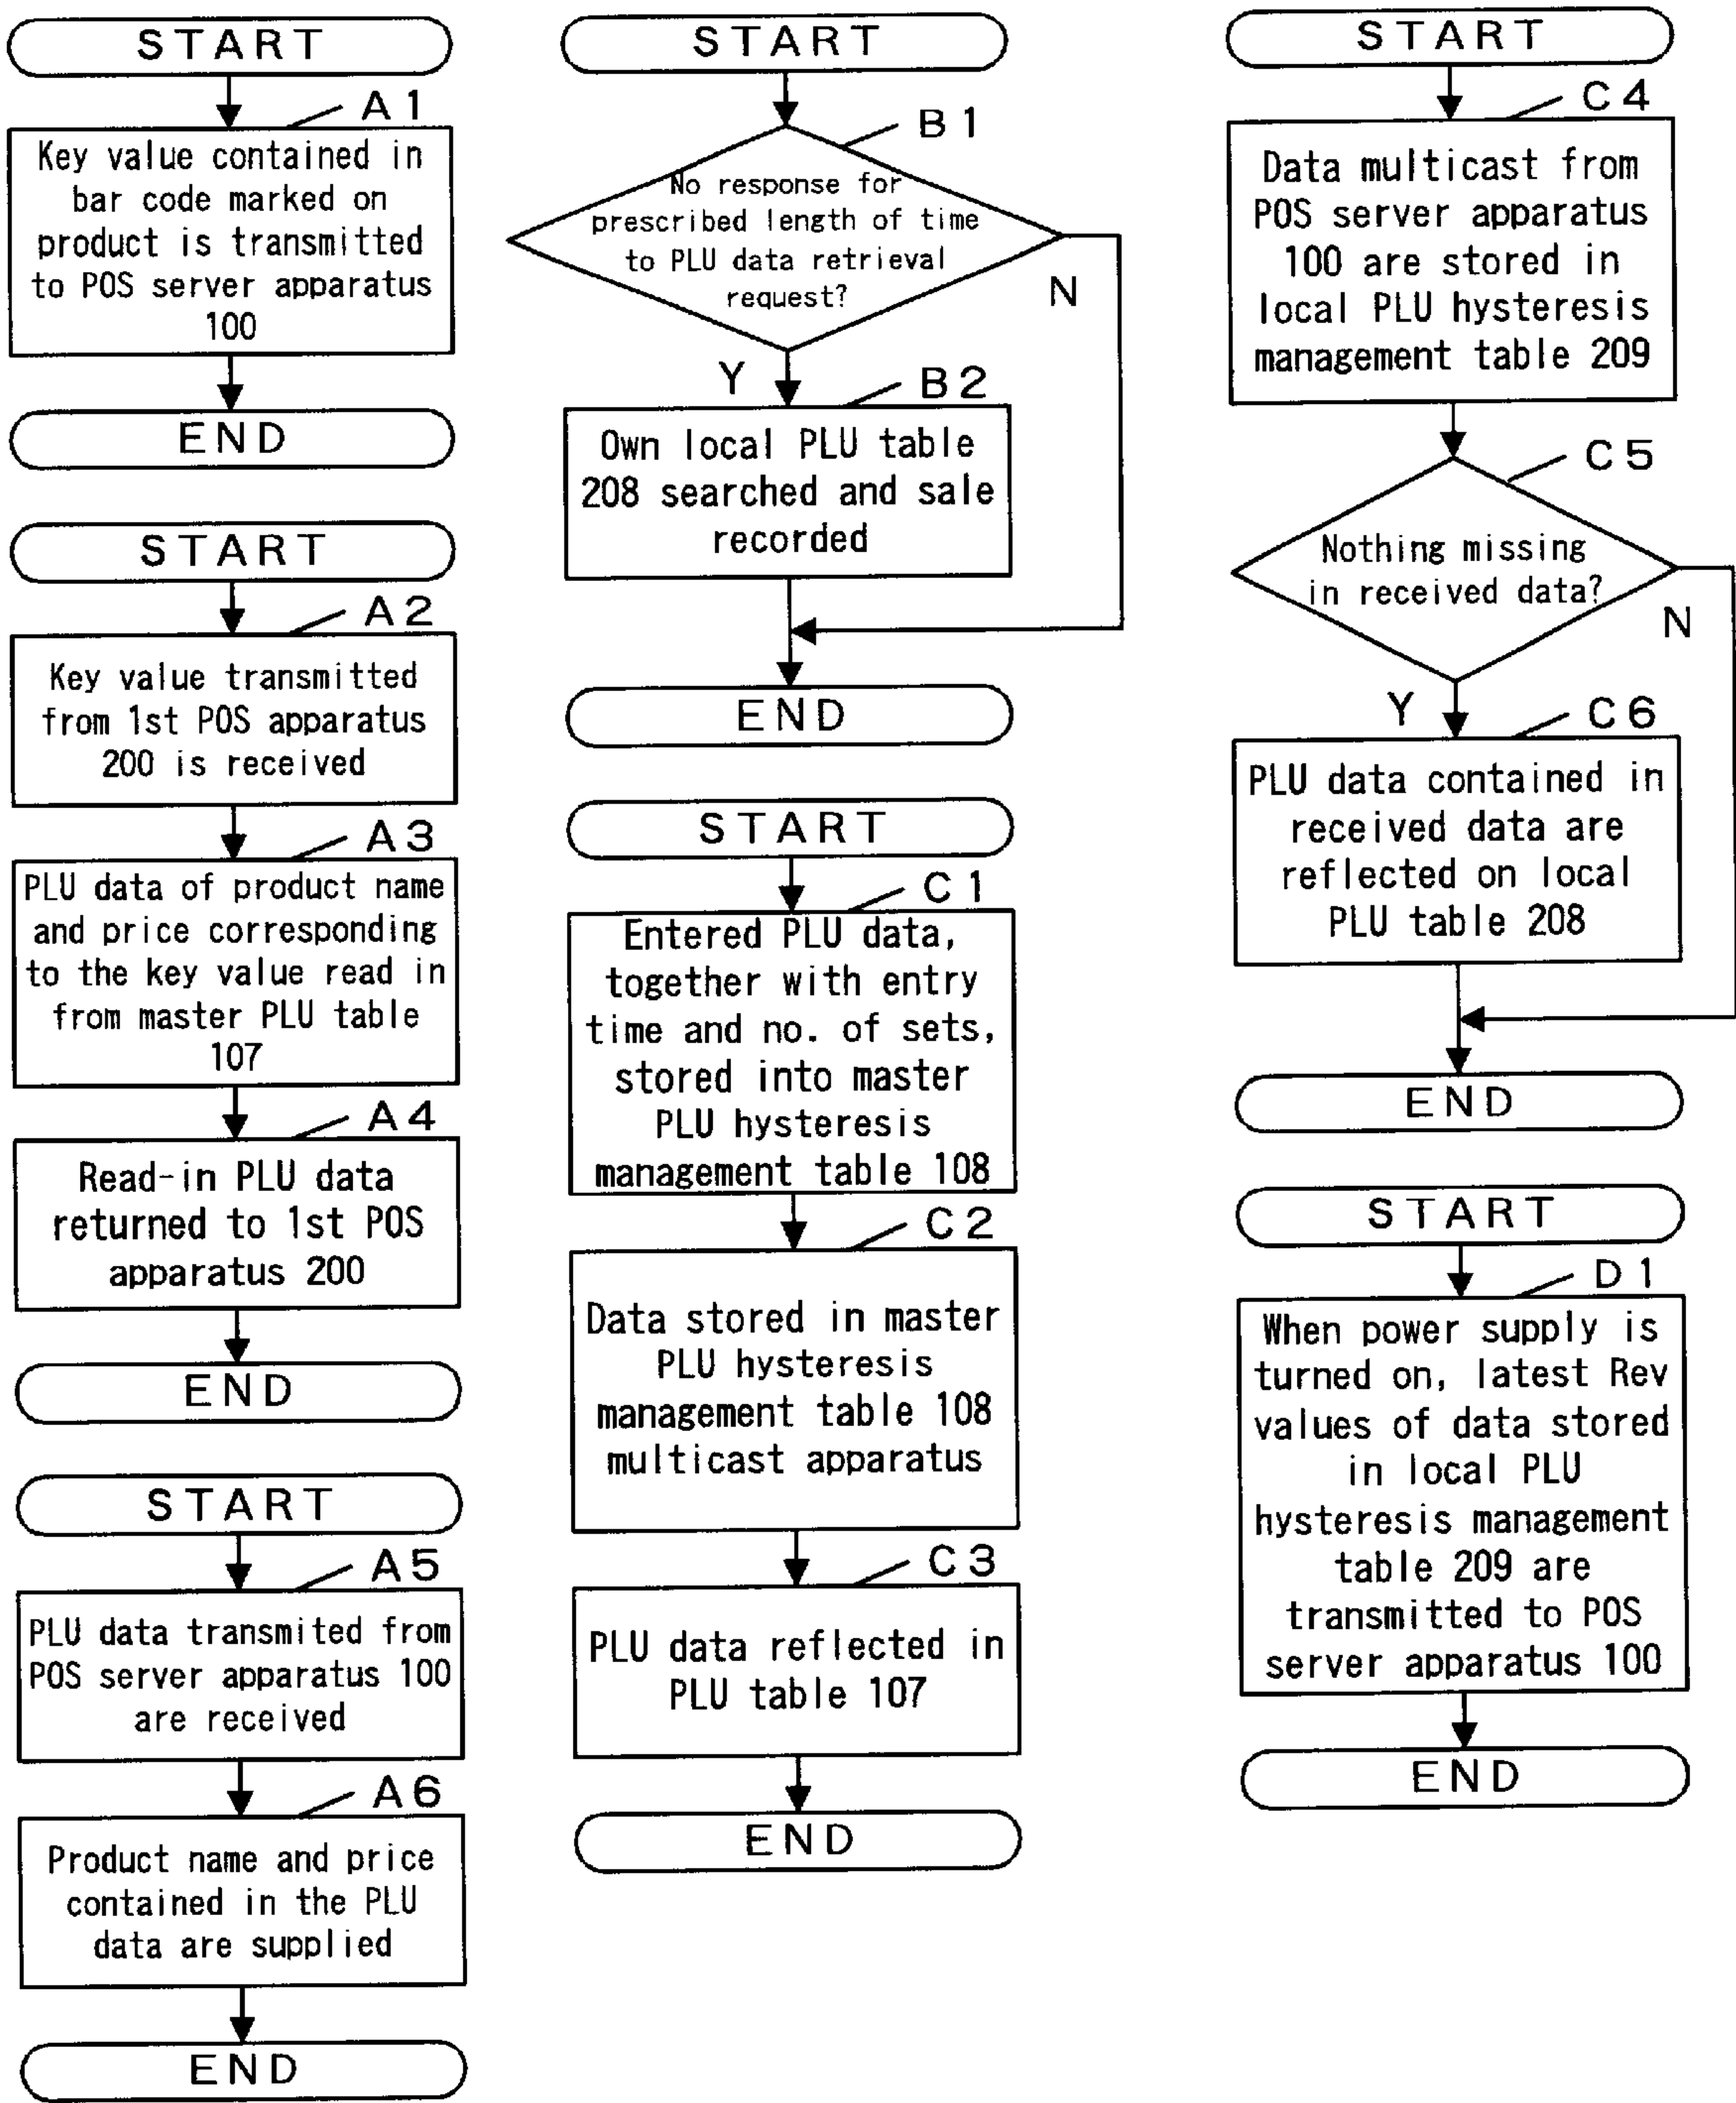 START
A1
Key value contained in
bar code marked on
product is transmitted
to POS server apparatus
100
END
START
A2
Key value transmitted
from 1st POS apparatus
200 is received
A3
PLU data of product name
and price corresponding
to the key value read in
from master PLU table
107
A4
Read-in PLU data
returned to 1st POS
apparatus 200
END
START
A5
PLU data transmited from
POS server apparatus 100
are received
A6
Product name and price
contained in the PLU
data are supplied
END
START
B1
No response for
prescribed length of time
to PLU data retrieval
request?
N
Y
B2
Own local PLU table
208 searched and sale
recorded
END
START
C1
Entered PLU data,
together with entry
time and no. of sets,
stored into master
PLU hysteresis
management table 108
C2
Data stored in master
PLU hysteresis
management table 108
multicast apparatus
C3
PLU data reflected in
PLU table 107
END
START
C4
Data multicast from
POS server apparatus
100 are stored in
local PLU hysteresis
management table 209
C5
Nothing missing
in received data?
N
Y
C6
PLU data contained in
received data are
reflected on local
PLU table 208
END
START
D1
When power supply is
turned on, latest Rev
values of data stored
in local PLU
hysteresis management
table 209 are
transmitted to POS
server apparatus 100
END